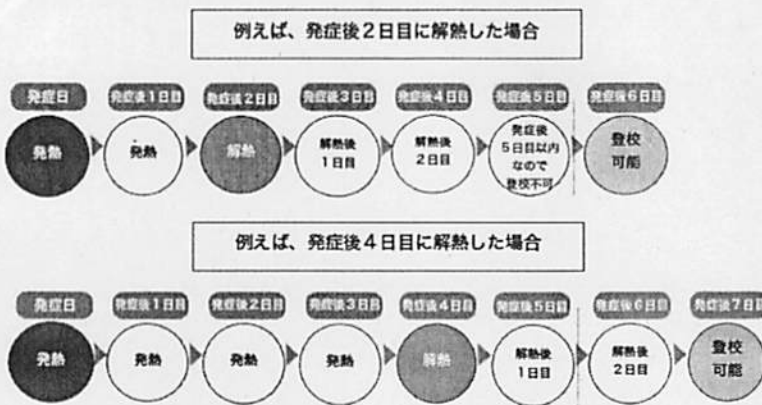 例えば、発症後2日目に解熱した場合
発症日 発症後1日目 発症後2日目 発症後3日目 発症後4日目 発症後5日目 発症後6日目
発熱 発熱 解熱 解熱後 1日目 解熱後 2日目 発症後 5日目以内 なので 登校不可 登校 可能
例えば、発症後4日目に解熱した場合
発症日 発症後1日目 発症後2日目 発症後3日目 発症後4日目 発症後5日目 発症後6日目 発症後7日目
発熱 発熱 発熱 発熱 解熱 解熱後 1日目 解熱後 2日目 登校 可能